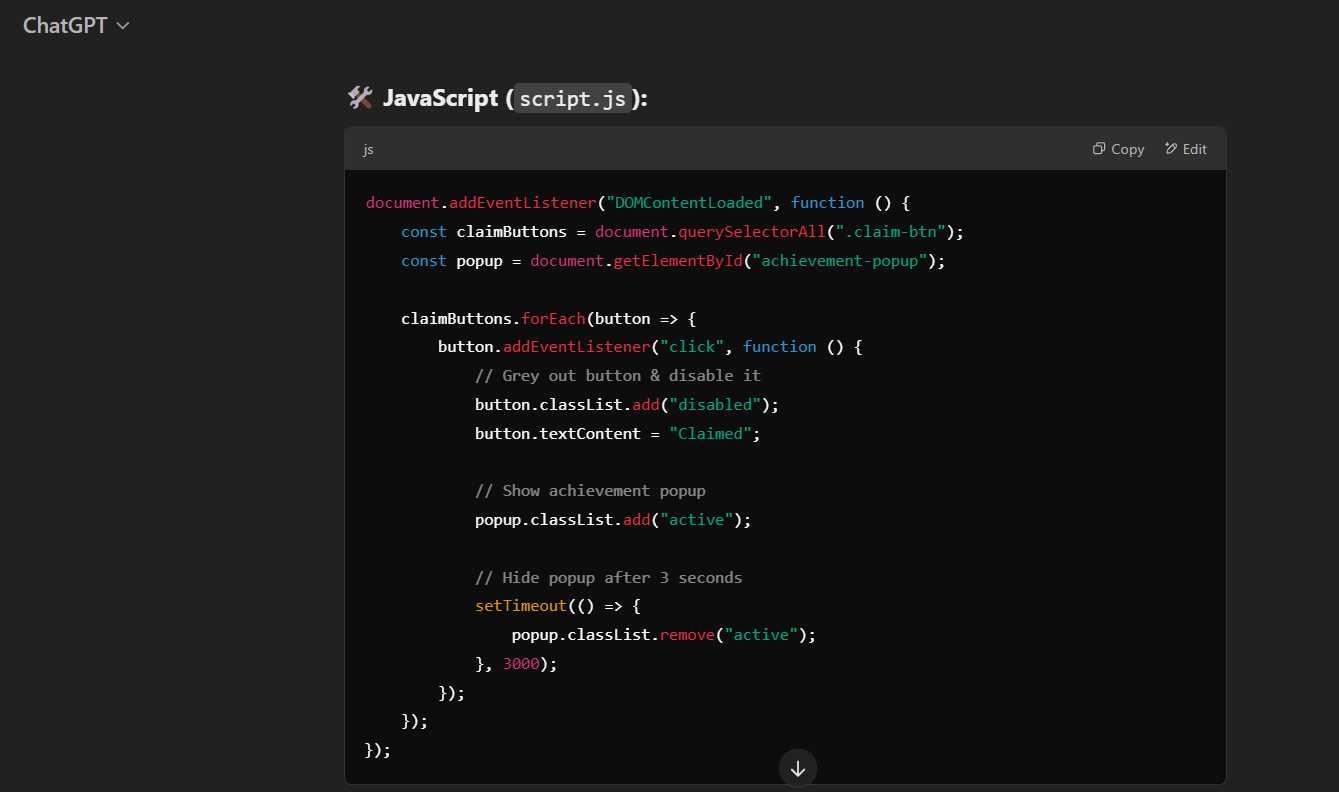 ChatGPT
🛠️ JavaScript (script.js):
js
Copy
Edit
document.addEventListener("DOMContentLoaded", function () {
    const claimButtons = document.querySelectorAll(".claim-btn");
    const popup = document.getElementById("achievement-popup");

    claimButtons.forEach(button => {
        button.addEventListener("click", function () {
            // Grey out button & disable it
            button.classList.add("disabled");
            button.textContent = "Claimed";

            // Show achievement popup
            popup.classList.add("active");

            // Hide popup after 3 seconds
            setTimeout(() => {
                popup.classList.remove("active");
            }, 3000);
        });
    });
});